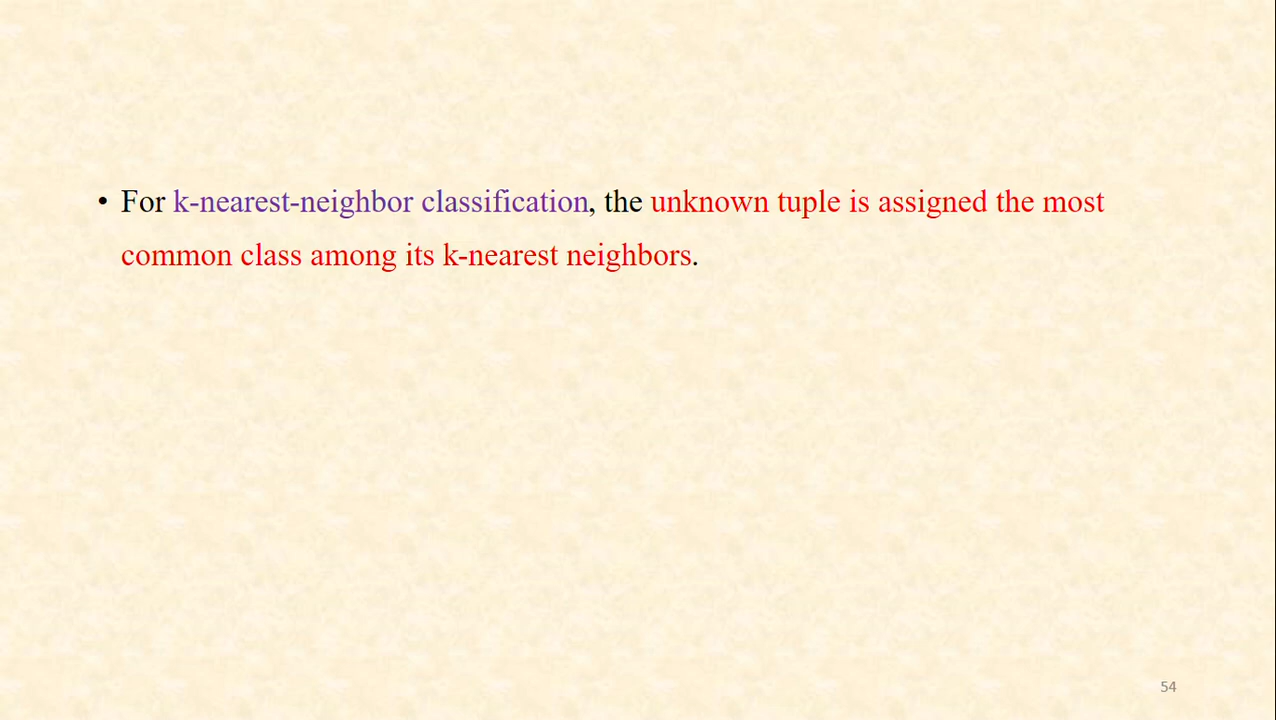 • For k-nearest-neighbor classification, the unknown tuple is assigned the most
common class among its k-nearest neighbors.
54